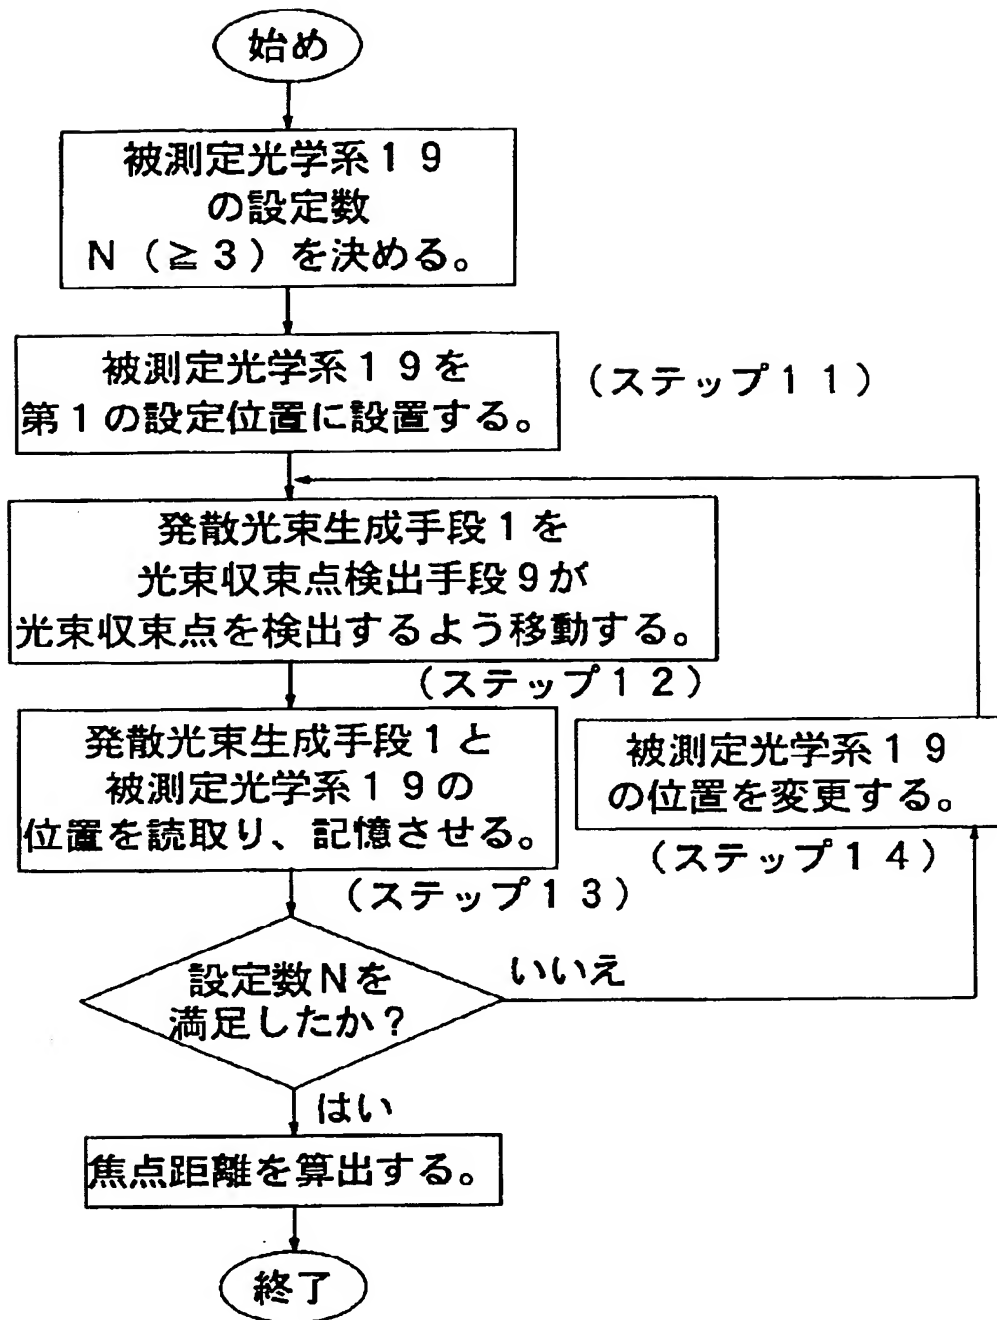 始め
被測定光学系１９
の設定数
Ｎ（≧３）を決める。
被測定光学系１９を
第１の設定位置に設置する。
（ステップ１１）
発散光束生成手段１を
光束収束点検出手段９が
光束収束点を検出するよう移動する。
（ステップ１２）
発散光束生成手段１と
被測定光学系１９の
位置を読取り、記憶させる。
（ステップ１３）
被測定光学系１９
の位置を変更する。
（ステップ１４）
設定数Ｎを
満足したか？
いいえ
はい
焦点距離を算出する。
終了